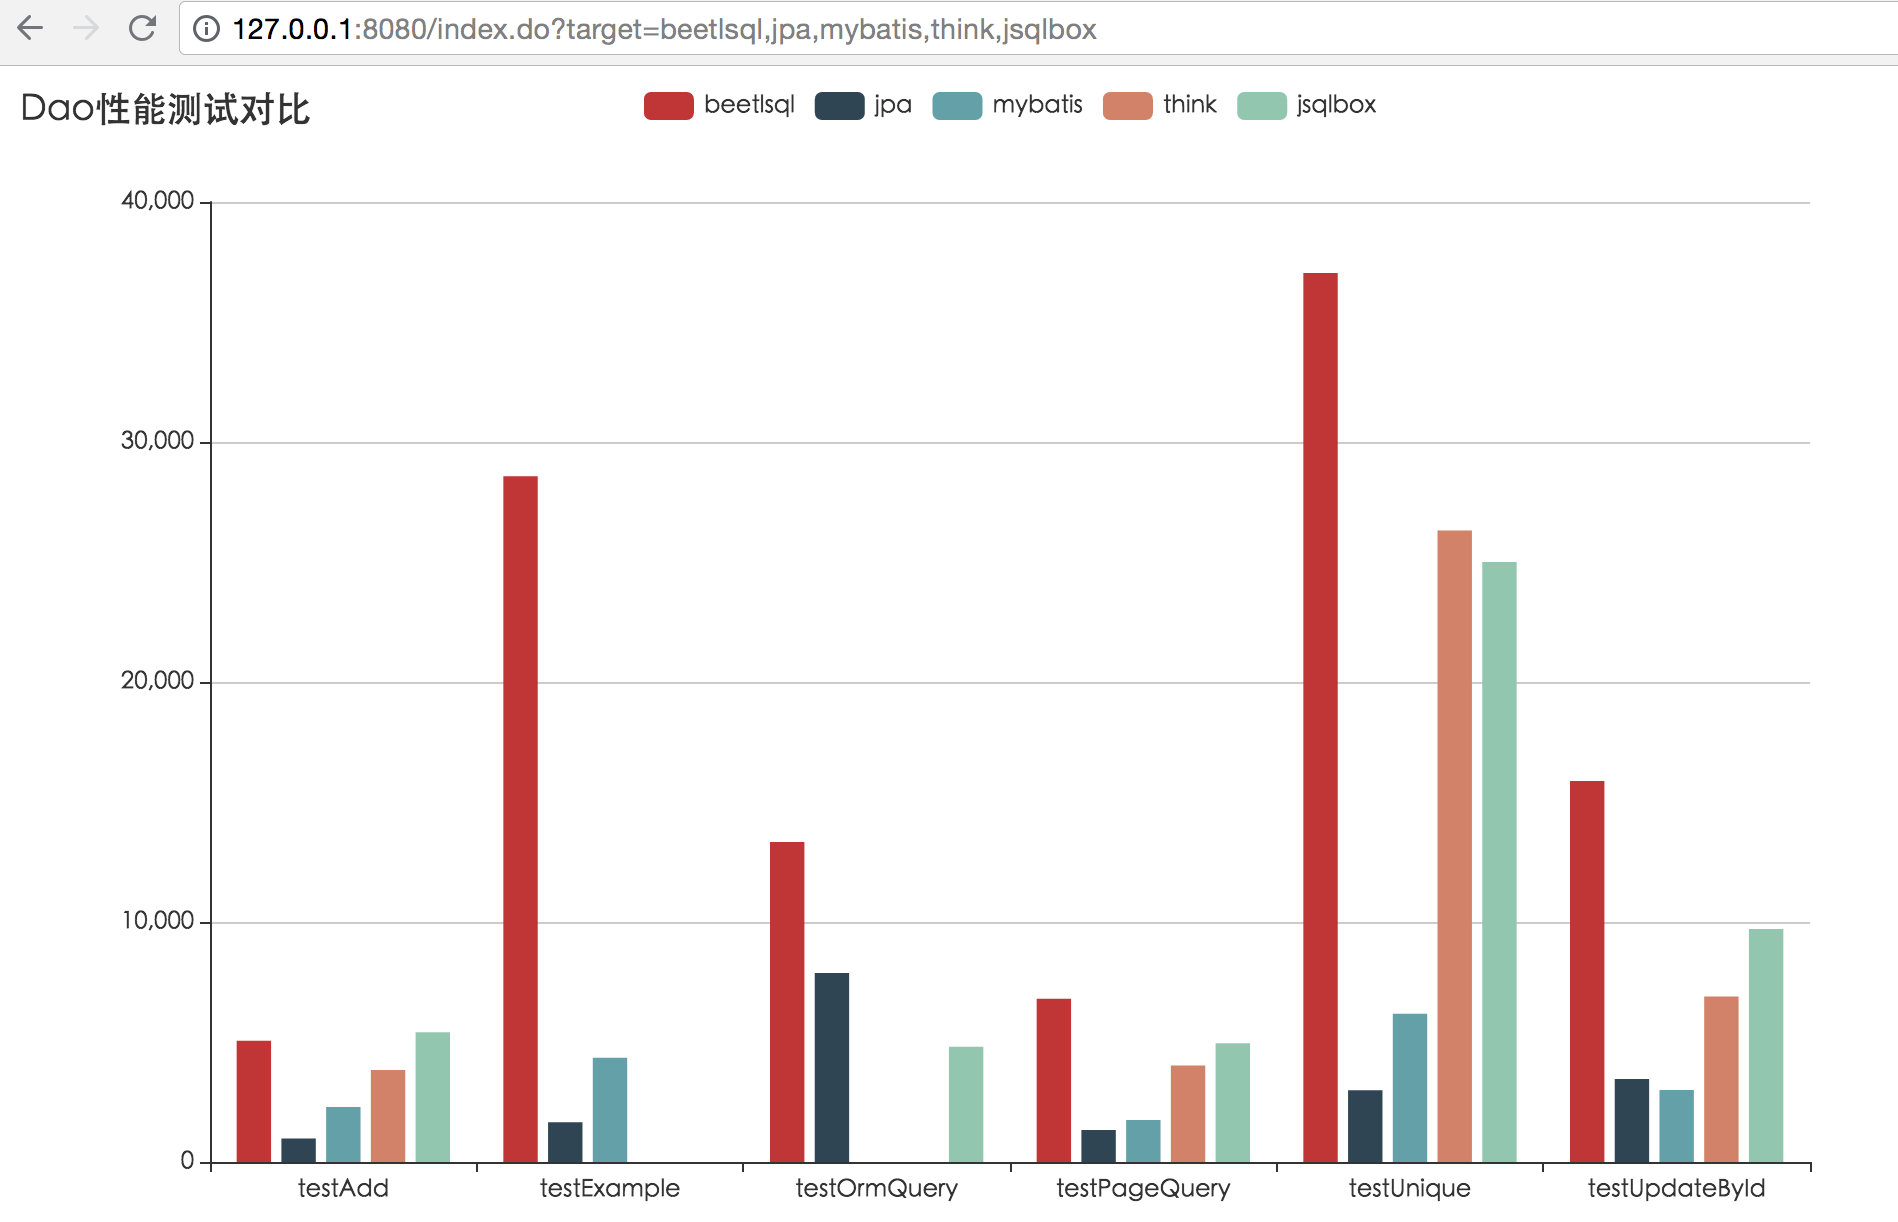 127.0.0.1:8080/index.do?target=beetlsql,jpa,mybatis,think,jsqlbox
Dao性能测试对比
beetlsql jpa mybatis think jsqlbox
40,000
30,000
20,000
10,000
0
testAdd testExample testOrmQuery testPageQuery testUnique testUpdateById